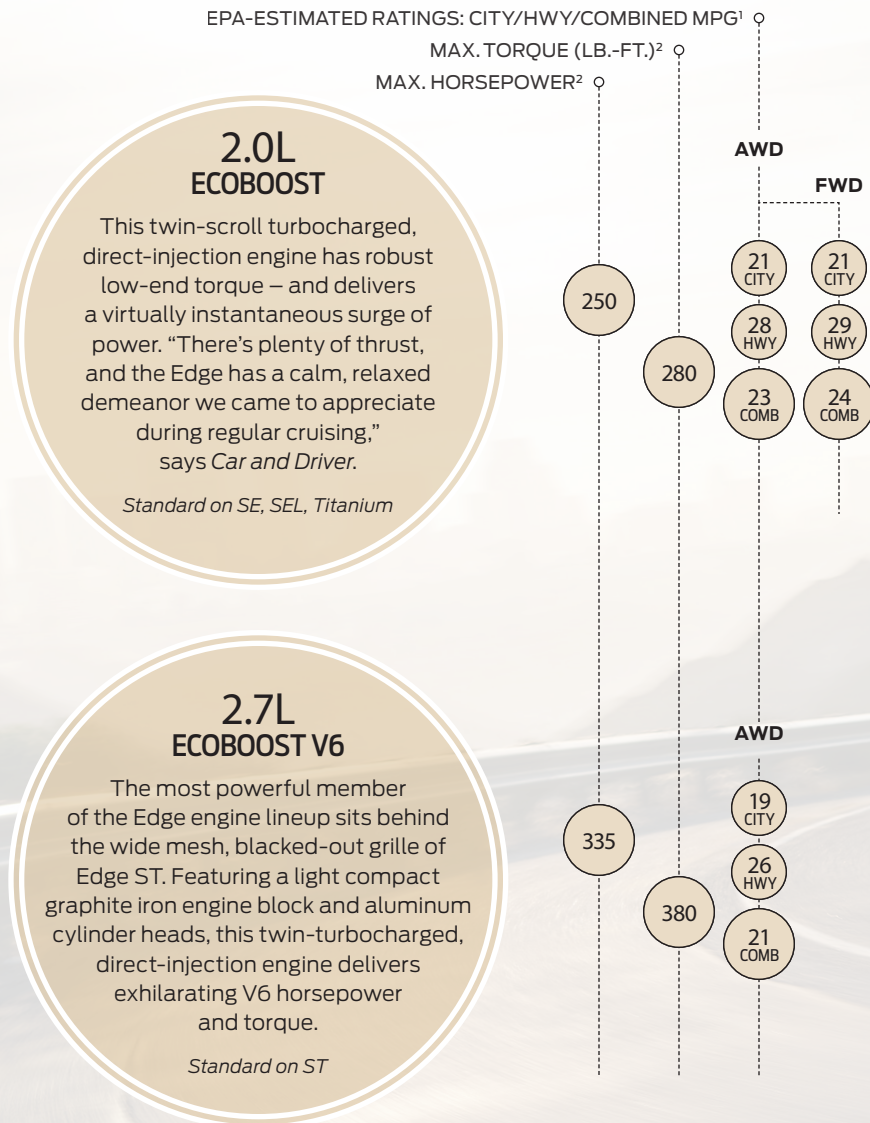 EPA-ESTIMATED RATINGS: CITY/HWY/COMBINED MPG¹
MAX. TORQUE (LB.-FT.)²
MAX. HORSEPOWER²
2.0L
ECOBOOST
This twin-scroll turbocharged,
direct-injection engine has robust
low-end torque – and delivers
a virtually instantaneous surge of
power. “There’s plenty of thrust,
and the Edge has a calm, relaxed
demeanor we came to appreciate
during regular cruising,”
says Car and Driver.
Standard on SE, SEL, Titanium
250
280
AWD
21
CITY
28
HWY
23
COMB
FWD
21
CITY
29
HWY
24
COMB
2.7L
ECOBOOST V6
The most powerful member
of the Edge engine lineup sits behind
the wide mesh, blacked-out grille of
Edge ST. Featuring a light compact
graphite iron engine block and aluminum
cylinder heads, this twin-turbocharged,
direct-injection engine delivers
exhilarating V6 horsepower
and torque.
Standard on ST
335
380
AWD
19
CITY
26
HWY
21
COMB